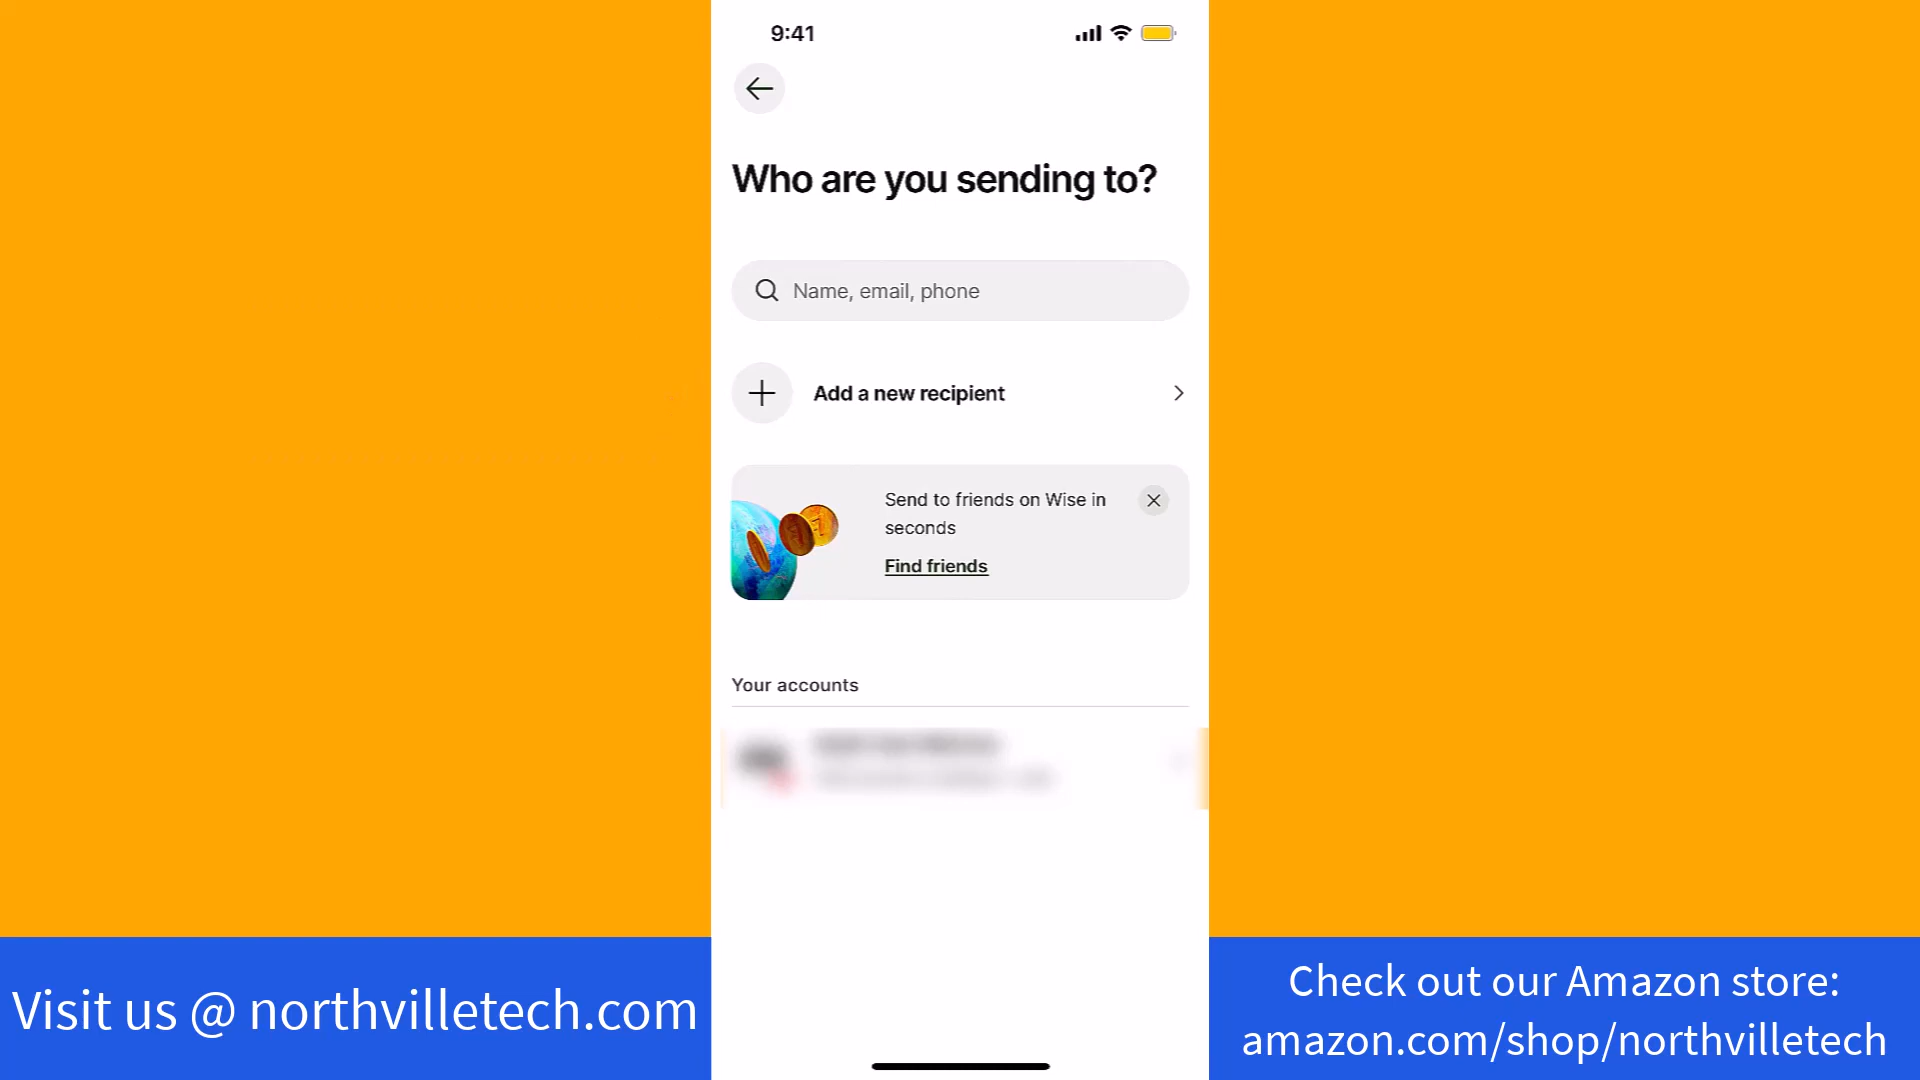 9:41
Who are you sending to?
Name, email, phone
Add a new recipient
Send to friends on Wise in
seconds
Find friends
Your accounts
Visit us @ northvilletech.com
Check out our Amazon store:
amazon.com/shop/northvilletech